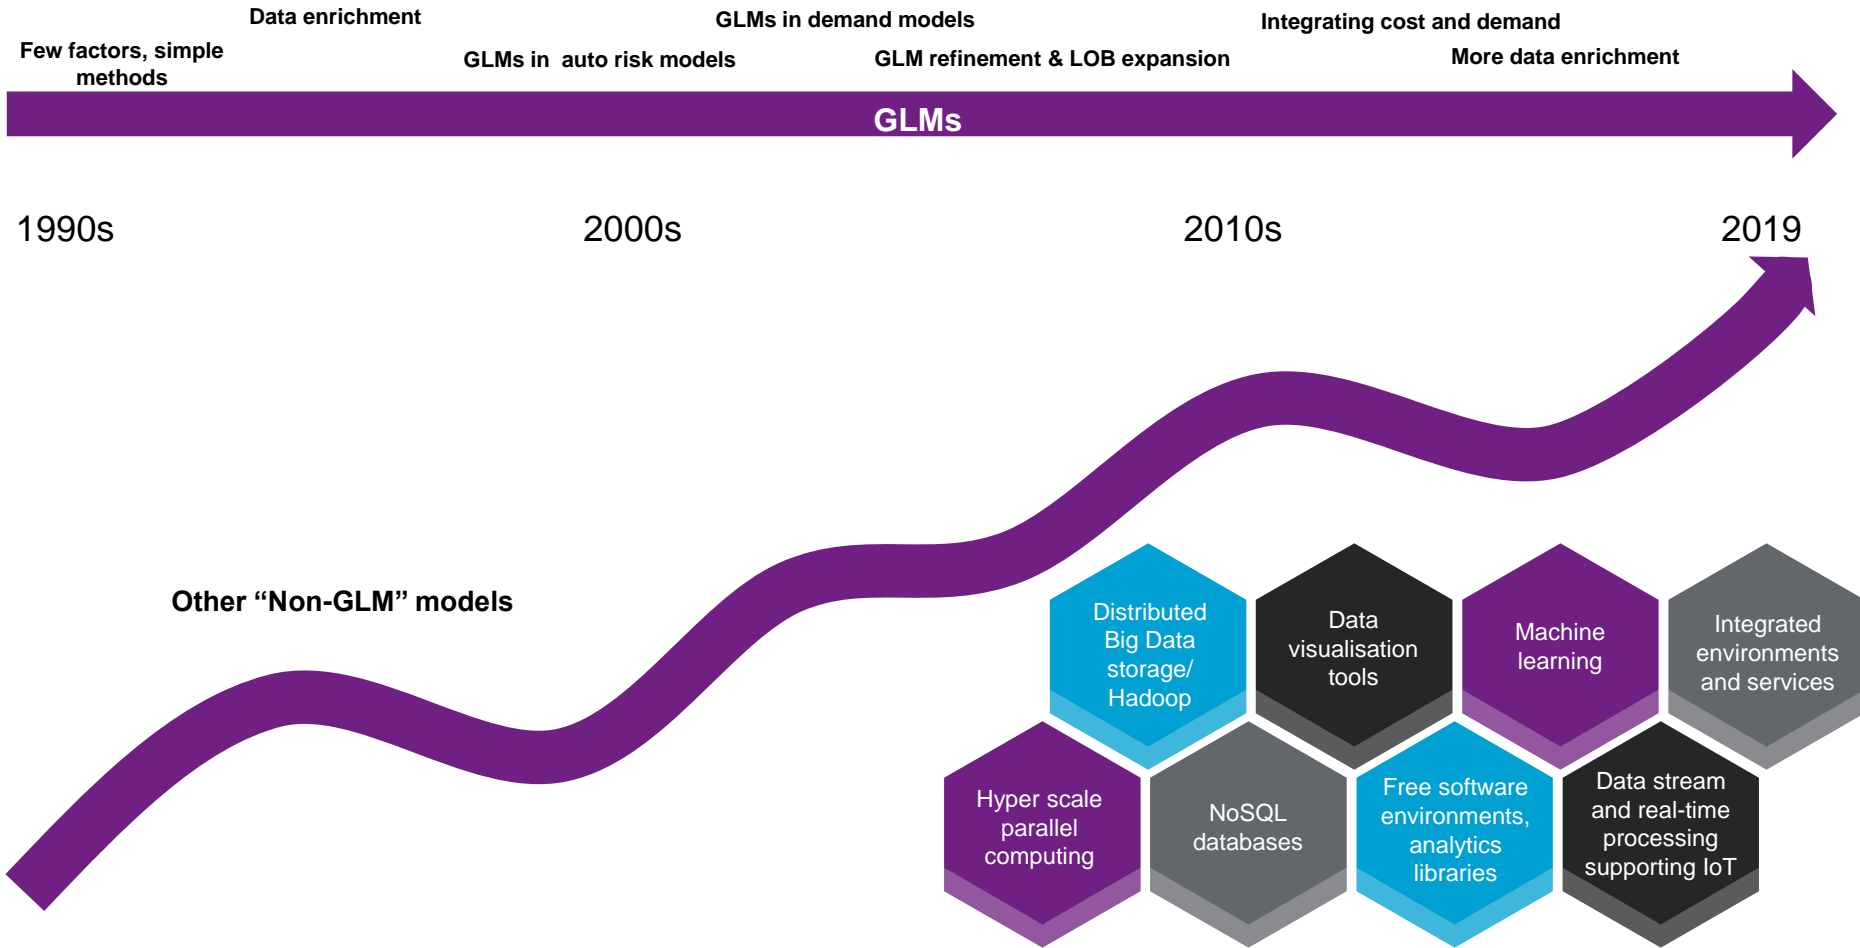 Data enrichment
GLMs in demand models
Integrating cost and demand
Few factors, simple
methods
GLMs in auto risk models
GLM refinement & LOB expansion
More data enrichment
GLMs
1990s
2000s
2010s
2019
Other “Non-GLM” models
Distributed
Big Data
storage/
Hadoop
Data
visualisation
tools
Machine
learning
Integrated
environments
and services
Hyper scale
parallel
computing
NoSQL
databases
Free software
environments,
analytics
libraries
Data stream
and real-time
processing
supporting IoT